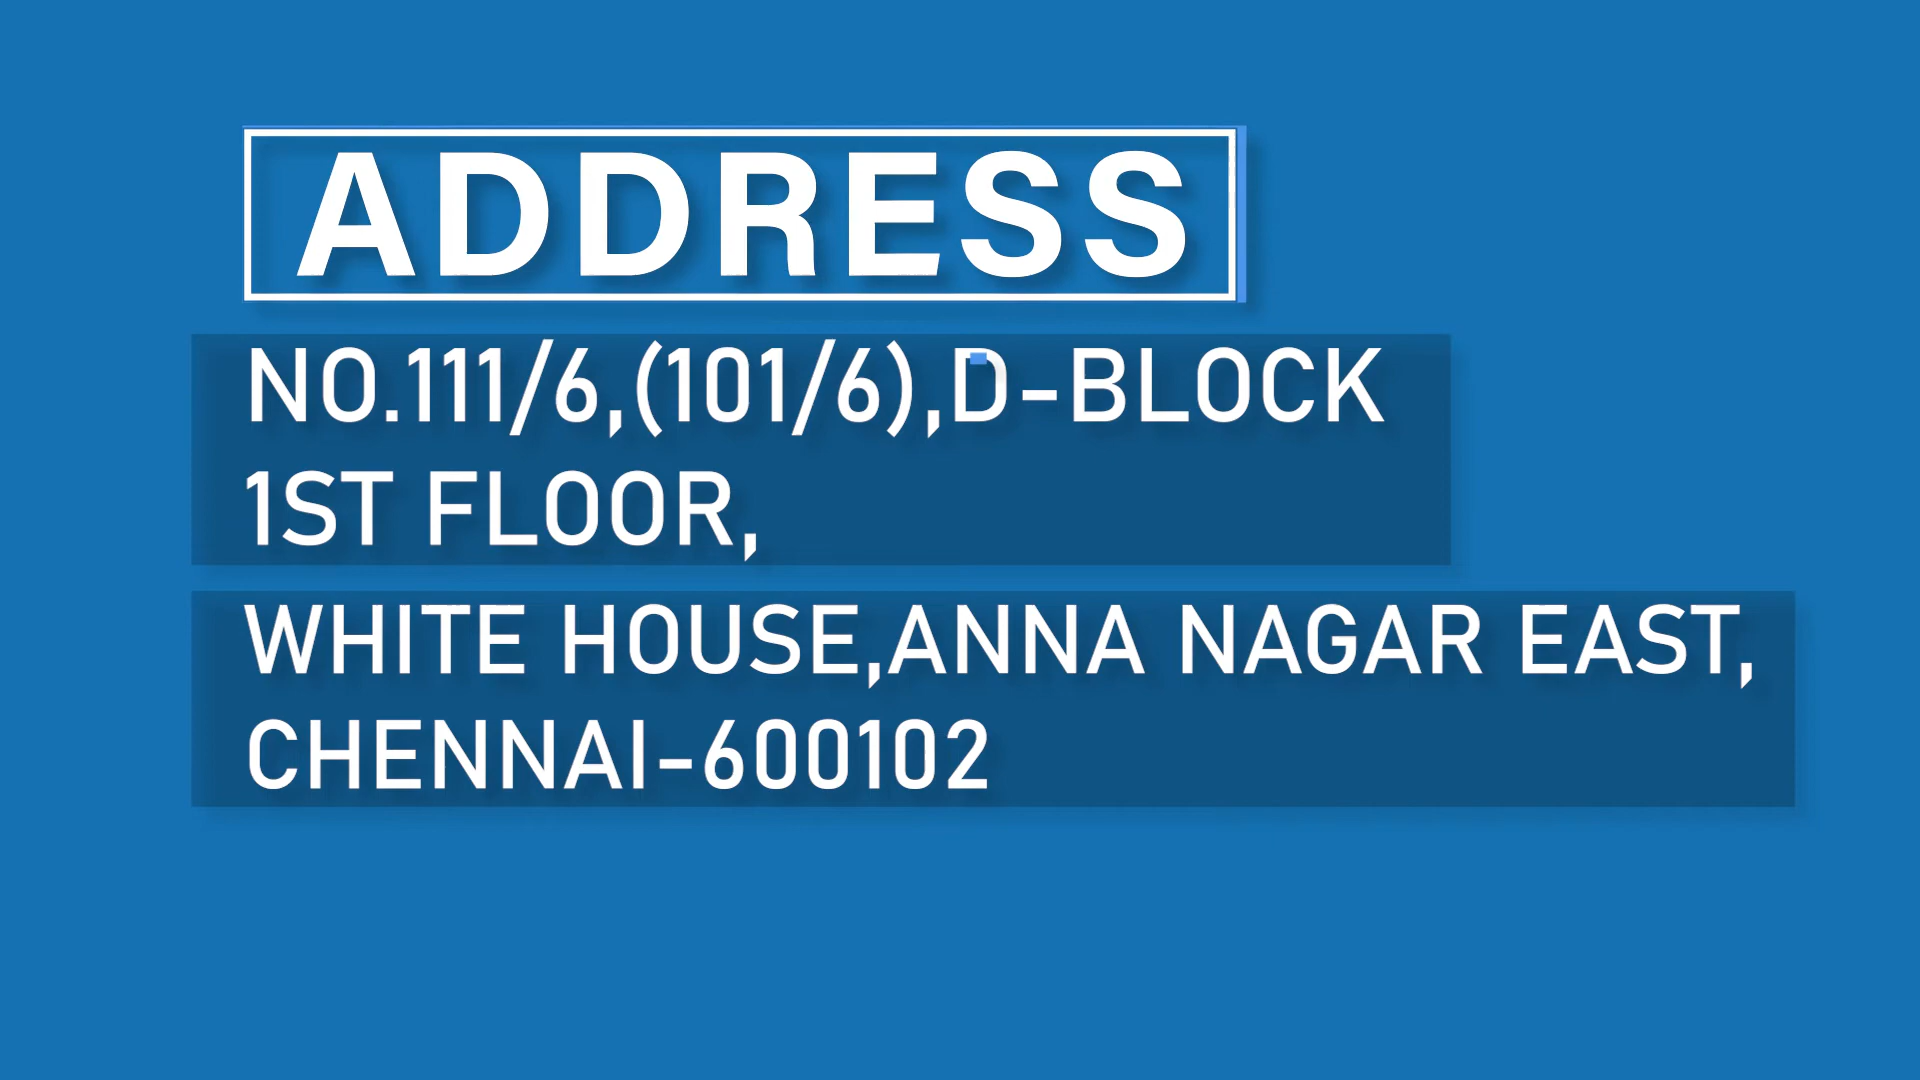 ADDRESS
NO.111/6,(101/6),D-BLOCK
1ST FLOOR,
WHITE HOUSE,ANNA NAGAR EAST,
CHENNAI-600102